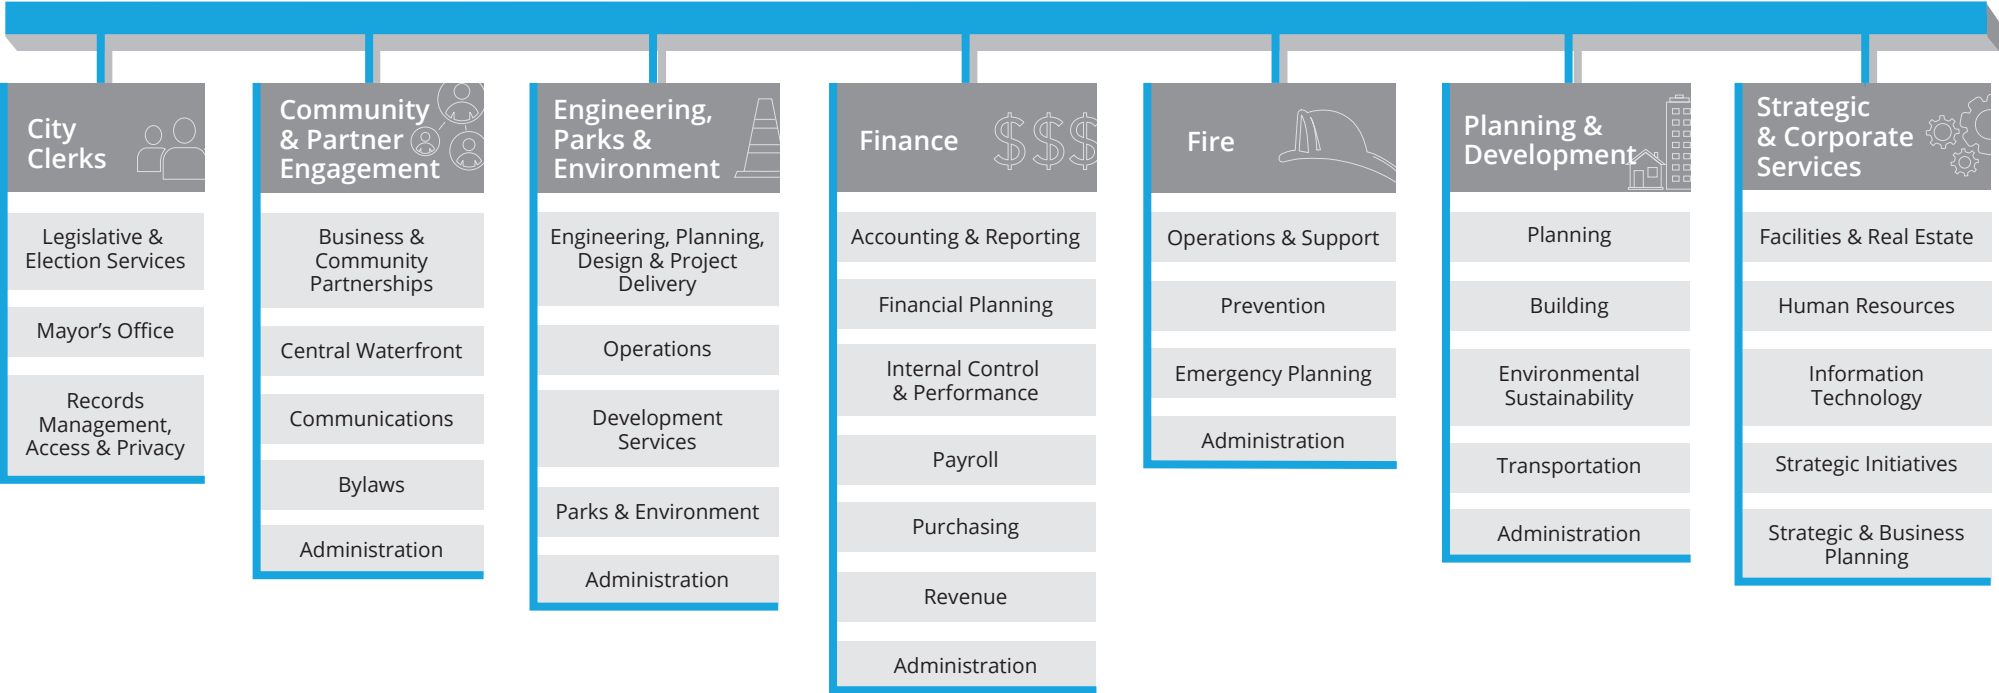 City
Clerks
Legislative &
Election Services
Mayor’s Office
Records
Management,
Access & Privacy
Community
& Partner
Engagement
Business &
Community
Partnerships
Central Waterfront
Communications
Bylaws
Administration
Engineering,
Parks &
Environment
Engineering, Planning,
Design & Project
Delivery
Operations
Development
Services
Parks & Environment
Administration
Finance
$$$
Accounting & Reporting
Financial Planning
Internal Control
& Performance
Payroll
Purchasing
Revenue
Administration
Fire
Operations & Support
Prevention
Emergency Planning
Administration
Planning &
Development
Planning
Building
Environmental
Sustainability
Transportation
Administration
Strategic
& Corporate
Services
Facilities & Real Estate
Human Resources
Information
Technology
Strategic Initiatives
Strategic & Business
Planning